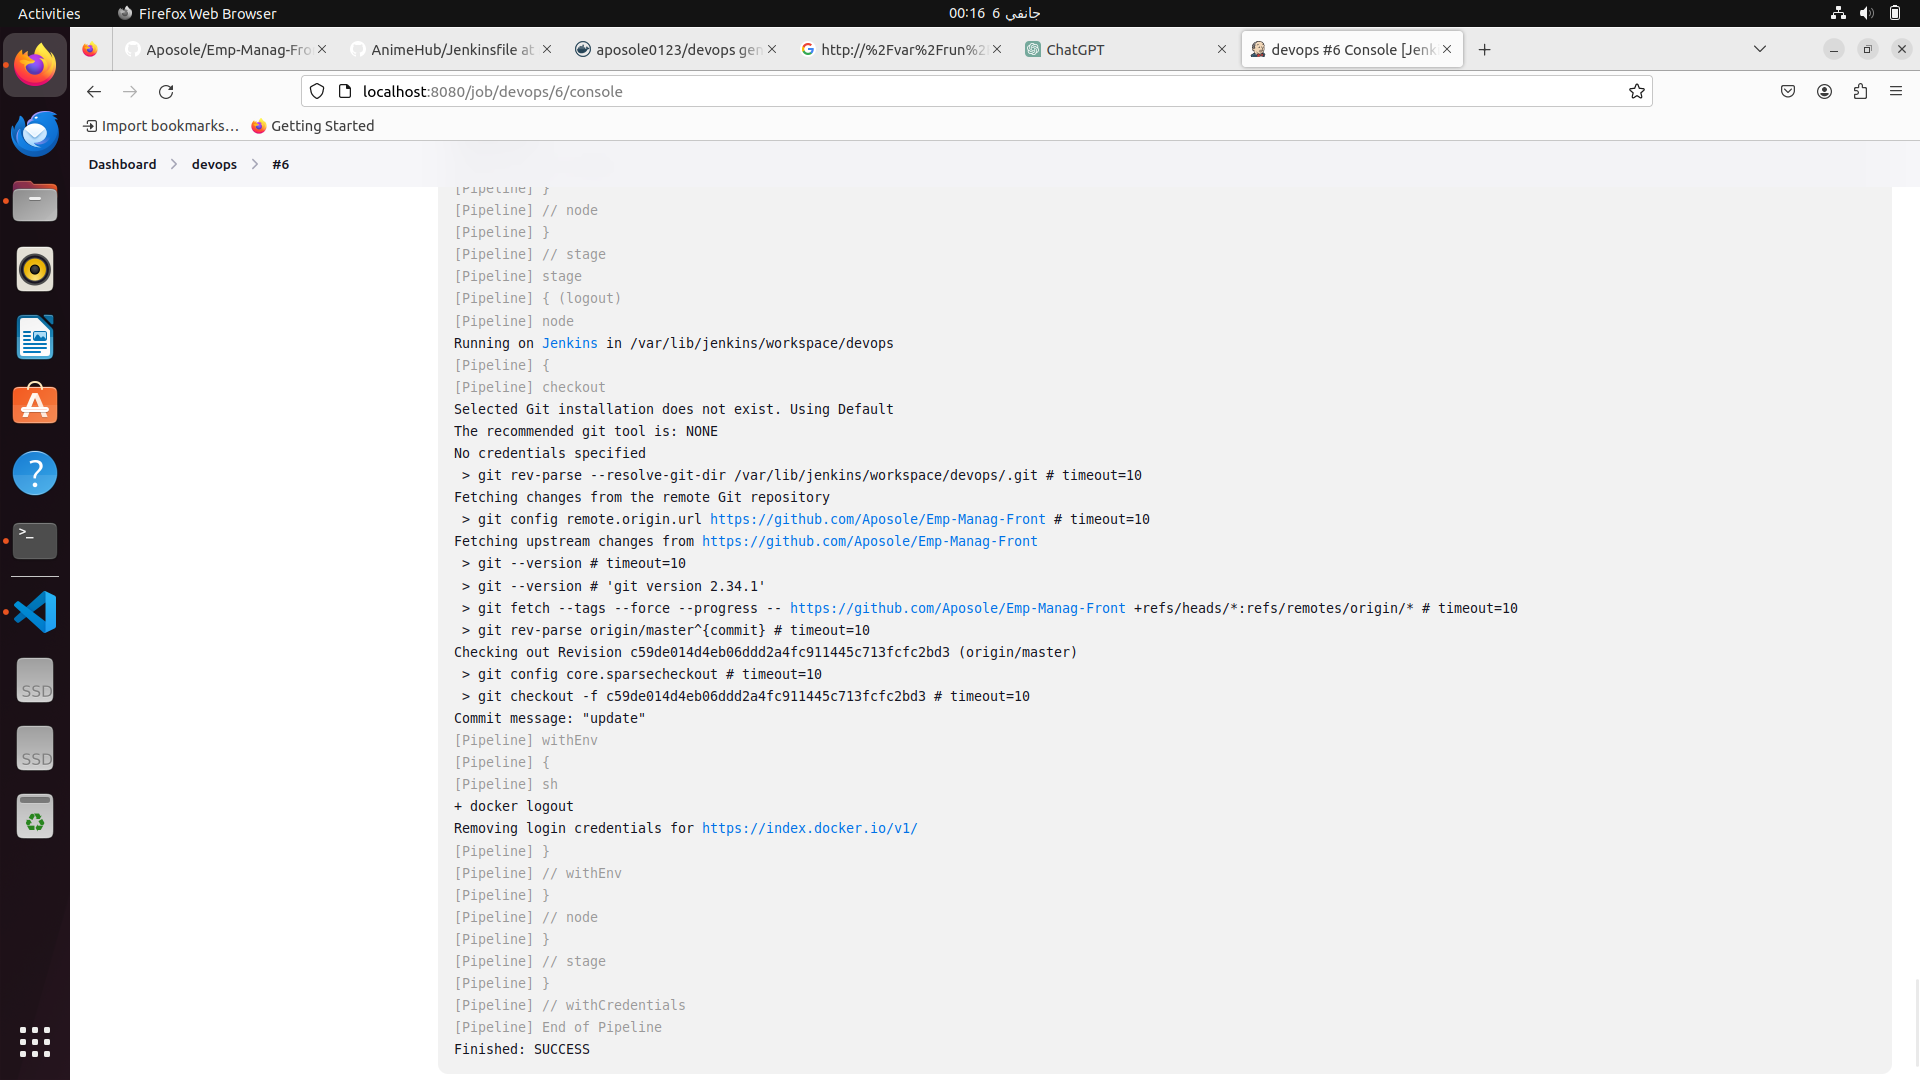 Activities
Firefox Web Browser
00:16 6 جانفي
Aposole/Emp-Manag-Fro
AnimeHub/Jenkinsfile at
aposole0123/devops gen
http://%2Fvar%2Frun%2
ChatGPT
devops #6 Console [Jenk
localhost:8080/job/devops/6/console
Import bookmarks...
Getting Started
Dashboard
devops
#6
[Pipeline] }
[Pipeline] // node
[Pipeline] }
[Pipeline] // stage
[Pipeline] stage
[Pipeline] { (logout)
[Pipeline] node
Running on Jenkins in /var/lib/jenkins/workspace/devops
[Pipeline] {
[Pipeline] checkout
Selected Git installation does not exist. Using Default
The recommended git tool is: NONE
No credentials specified
> git rev-parse --resolve-git-dir /var/lib/jenkins/workspace/devops/.git # timeout=10
Fetching changes from the remote Git repository
> git config remote.origin.url https://github.com/Aposole/Emp-Manag-Front # timeout=10
Fetching upstream changes from https://github.com/Aposole/Emp-Manag-Front
> git --version # timeout=10
> git --version # 'git version 2.34.1'
> git fetch --tags --force --progress -- https://github.com/Aposole/Emp-Manag-Front +refs/heads/*:refs/remotes/origin/* # timeout=10
> git rev-parse origin/master^{commit} # timeout=10
Checking out Revision c59de014d4eb06ddd2a4fc911445c713fcfc2bd3 (origin/master)
> git config core.sparsecheckout # timeout=10
> git checkout -f c59de014d4eb06ddd2a4fc911445c713fcfc2bd3 # timeout=10
Commit message: "update"
[Pipeline] withEnv
[Pipeline] {
[Pipeline] sh
+ docker logout
Removing login credentials for https://index.docker.io/v1/
[Pipeline] }
[Pipeline] // withEnv
[Pipeline] }
[Pipeline] // node
[Pipeline] }
[Pipeline] // stage
[Pipeline] }
[Pipeline] // withCredentials
[Pipeline] End of Pipeline
Finished: SUCCESS
SSD
SSD